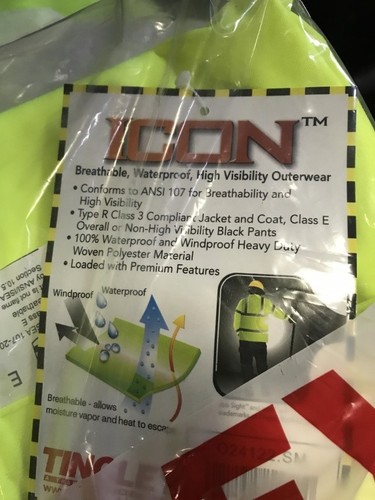 ICON™
Breathable, Waterproof, High Visibility Outerwear
• Conforms to ANSI 107 for Breathability and
High Visibility
• Type R Class 3 Compliant Jacket and Coat, Class E
Overall or Non-High Visibility Black Pants
• 100% Waterproof and Windproof Heavy Duty
Woven Polyester Material
• Loaded with Premium Features
Windproof
Waterproof
Breathable - allows
moisture vapor and heat to escape
TINGLEY
E